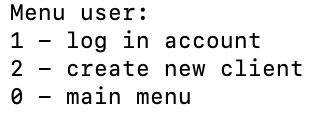 Menu user:
1 – log in account
2 – create new client
0 – main menu